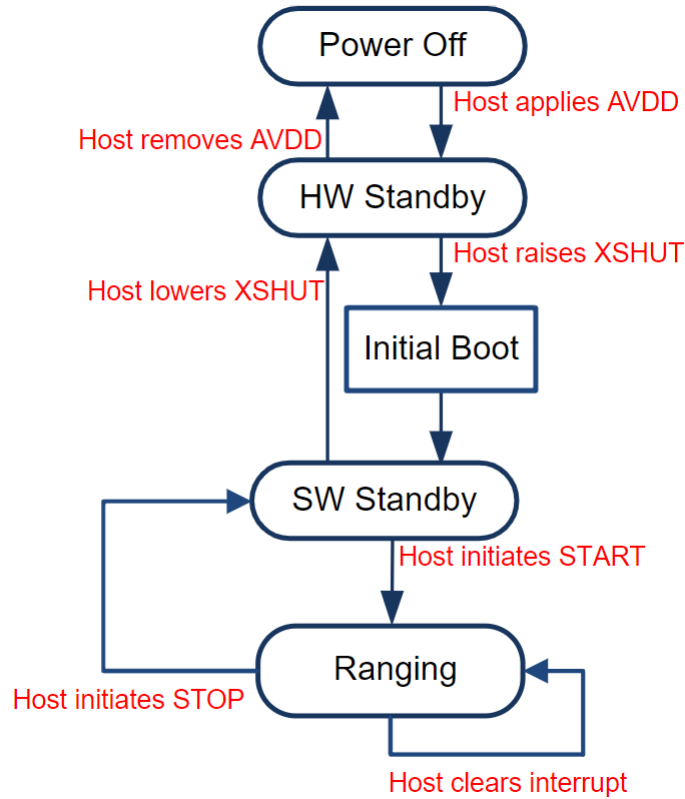 Power Off
Host applies AVDD
Host removes AVDD
HW Standby
Host raises XSHUT
Host lowers XSHUT
Initial Boot
SW Standby
Host initiates START
Ranging
Host initiates STOP
Host clears interrupt